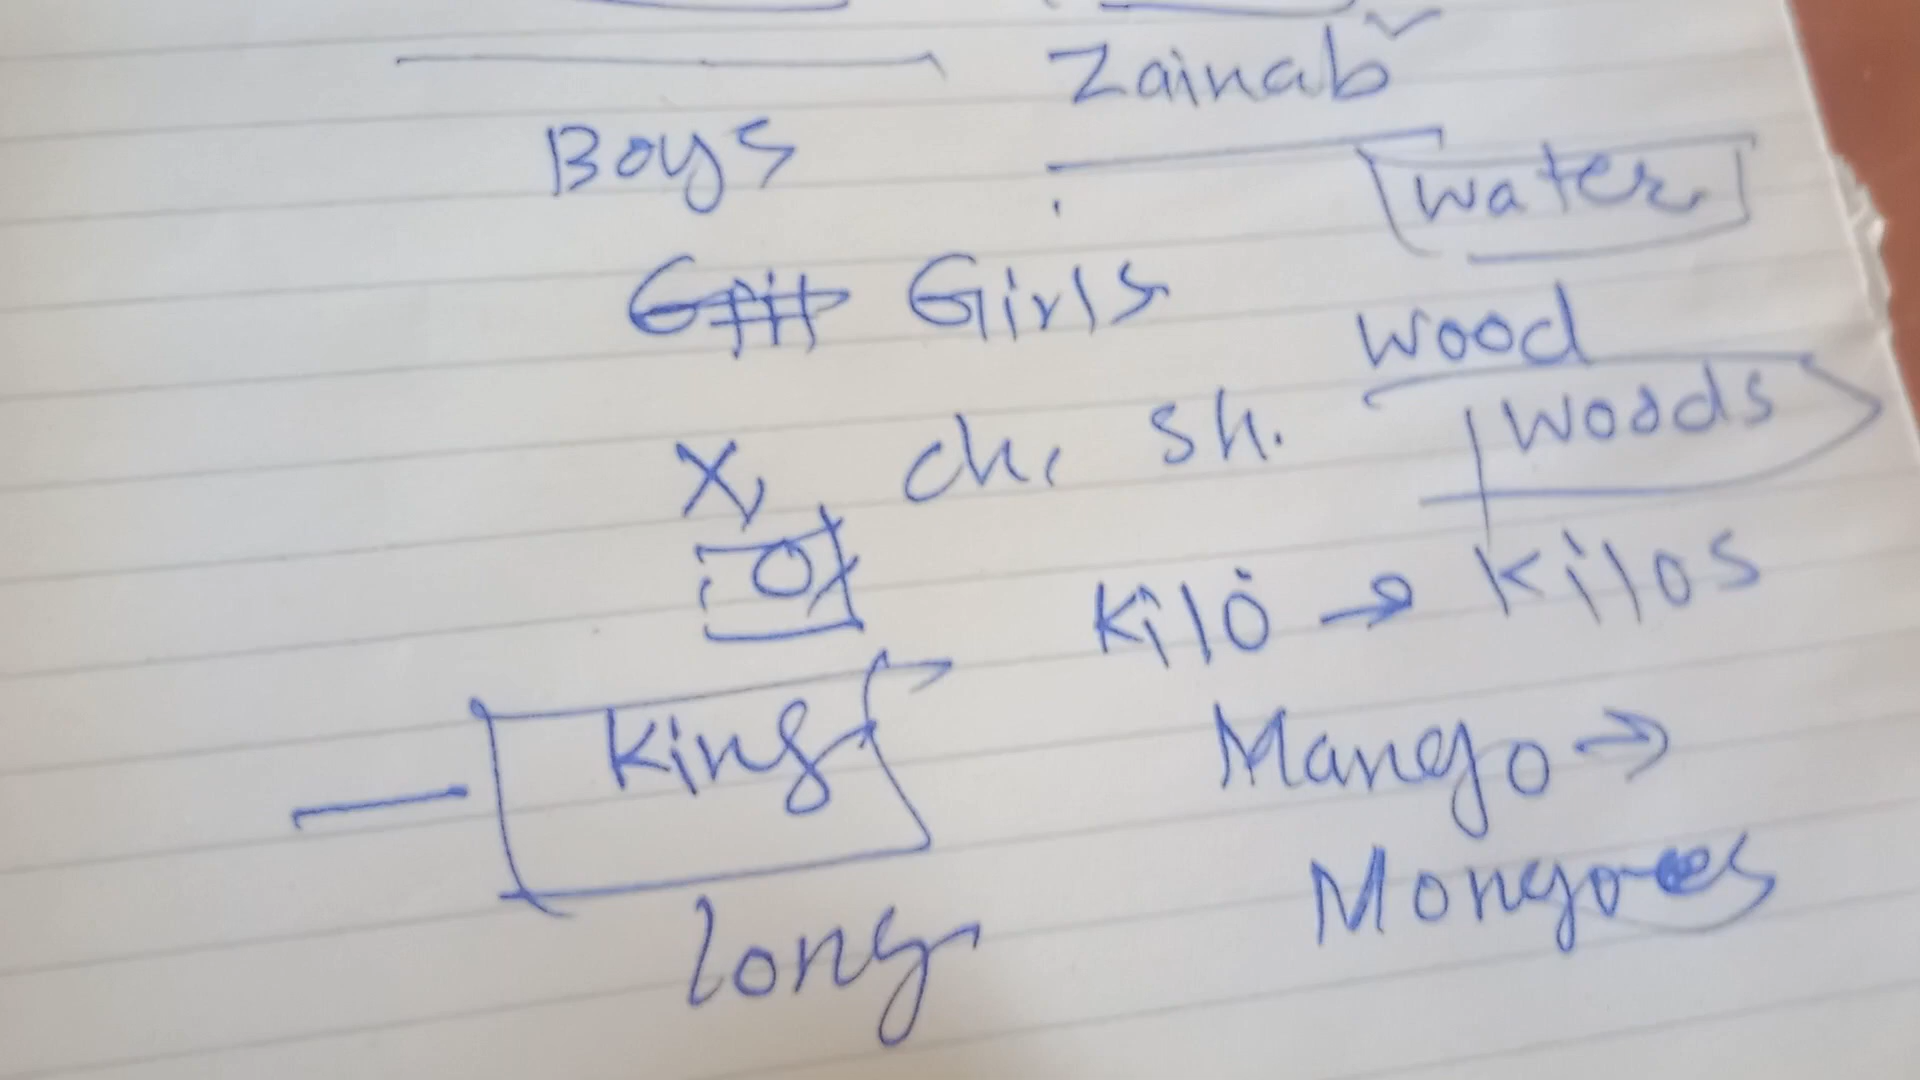 Zainab
Boys
water
Girls
wood
woods
x, ch, sh.
O
Kilo → Kilos
King
Mango →
Mongoes
long